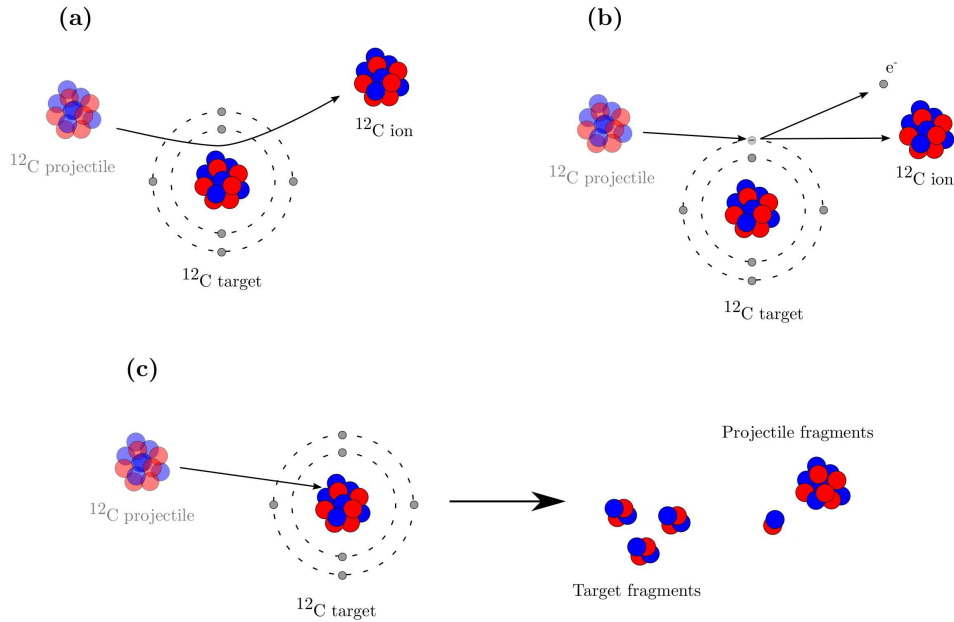 (a)
(b)
¹²C projectile
¹²C ion
¹²C target
e⁻
¹²C projectile
¹²C ion
¹²C target
(c)
¹²C projectile
¹²C target
Projectile fragments
Target fragments